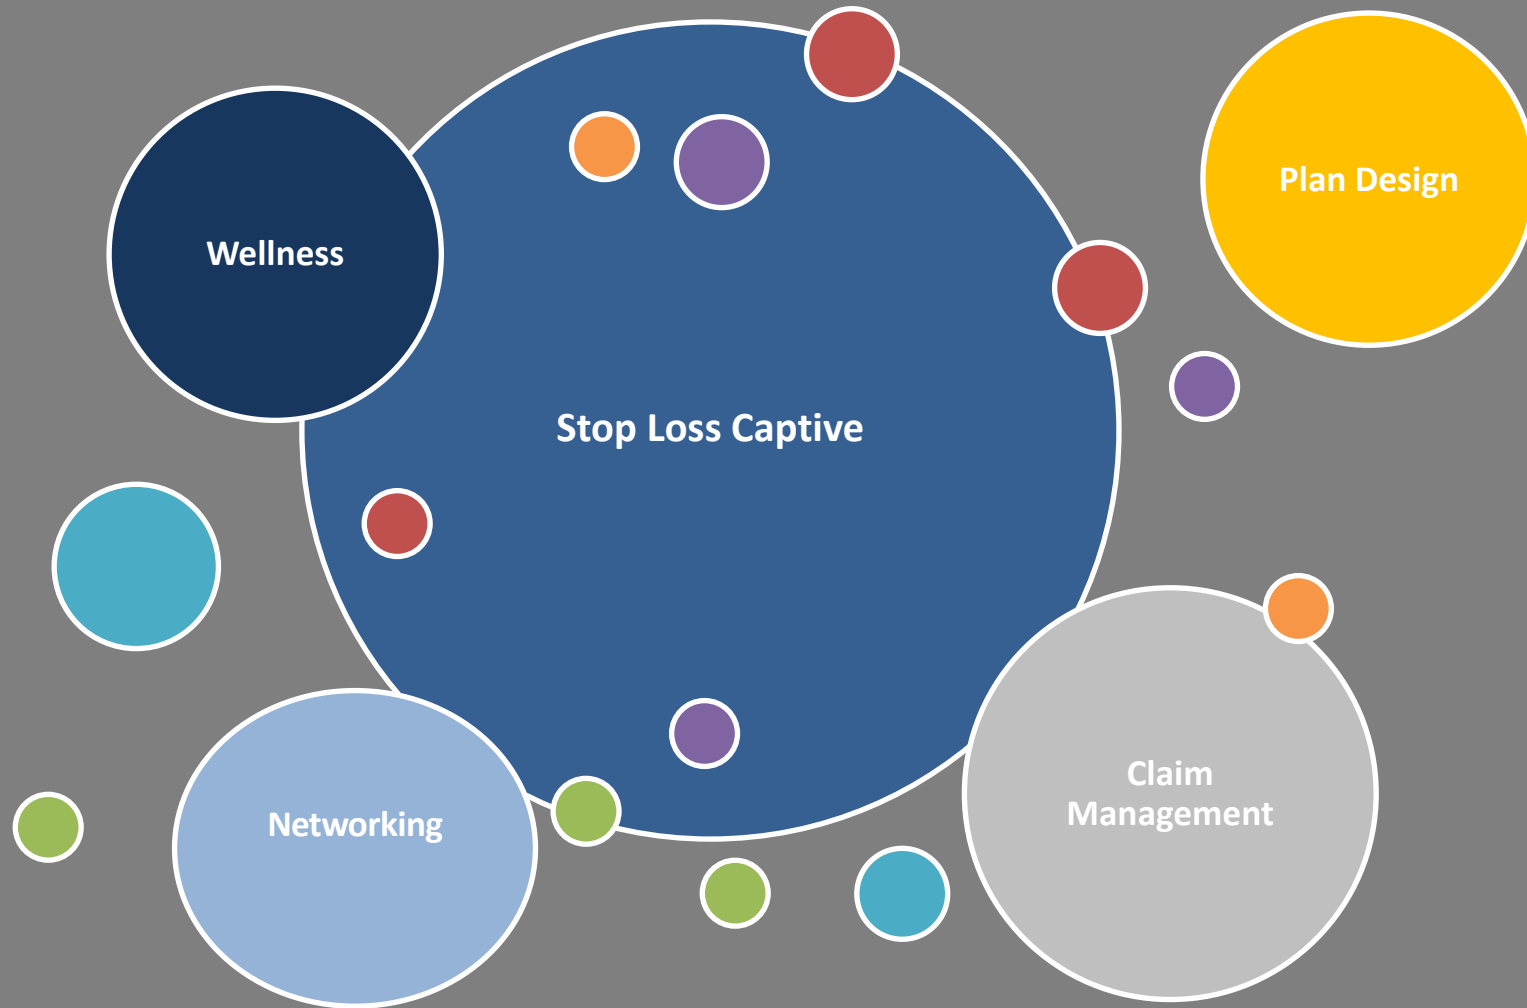 Plan Design
Wellness
Stop Loss Captive
Claim
Management
Networking